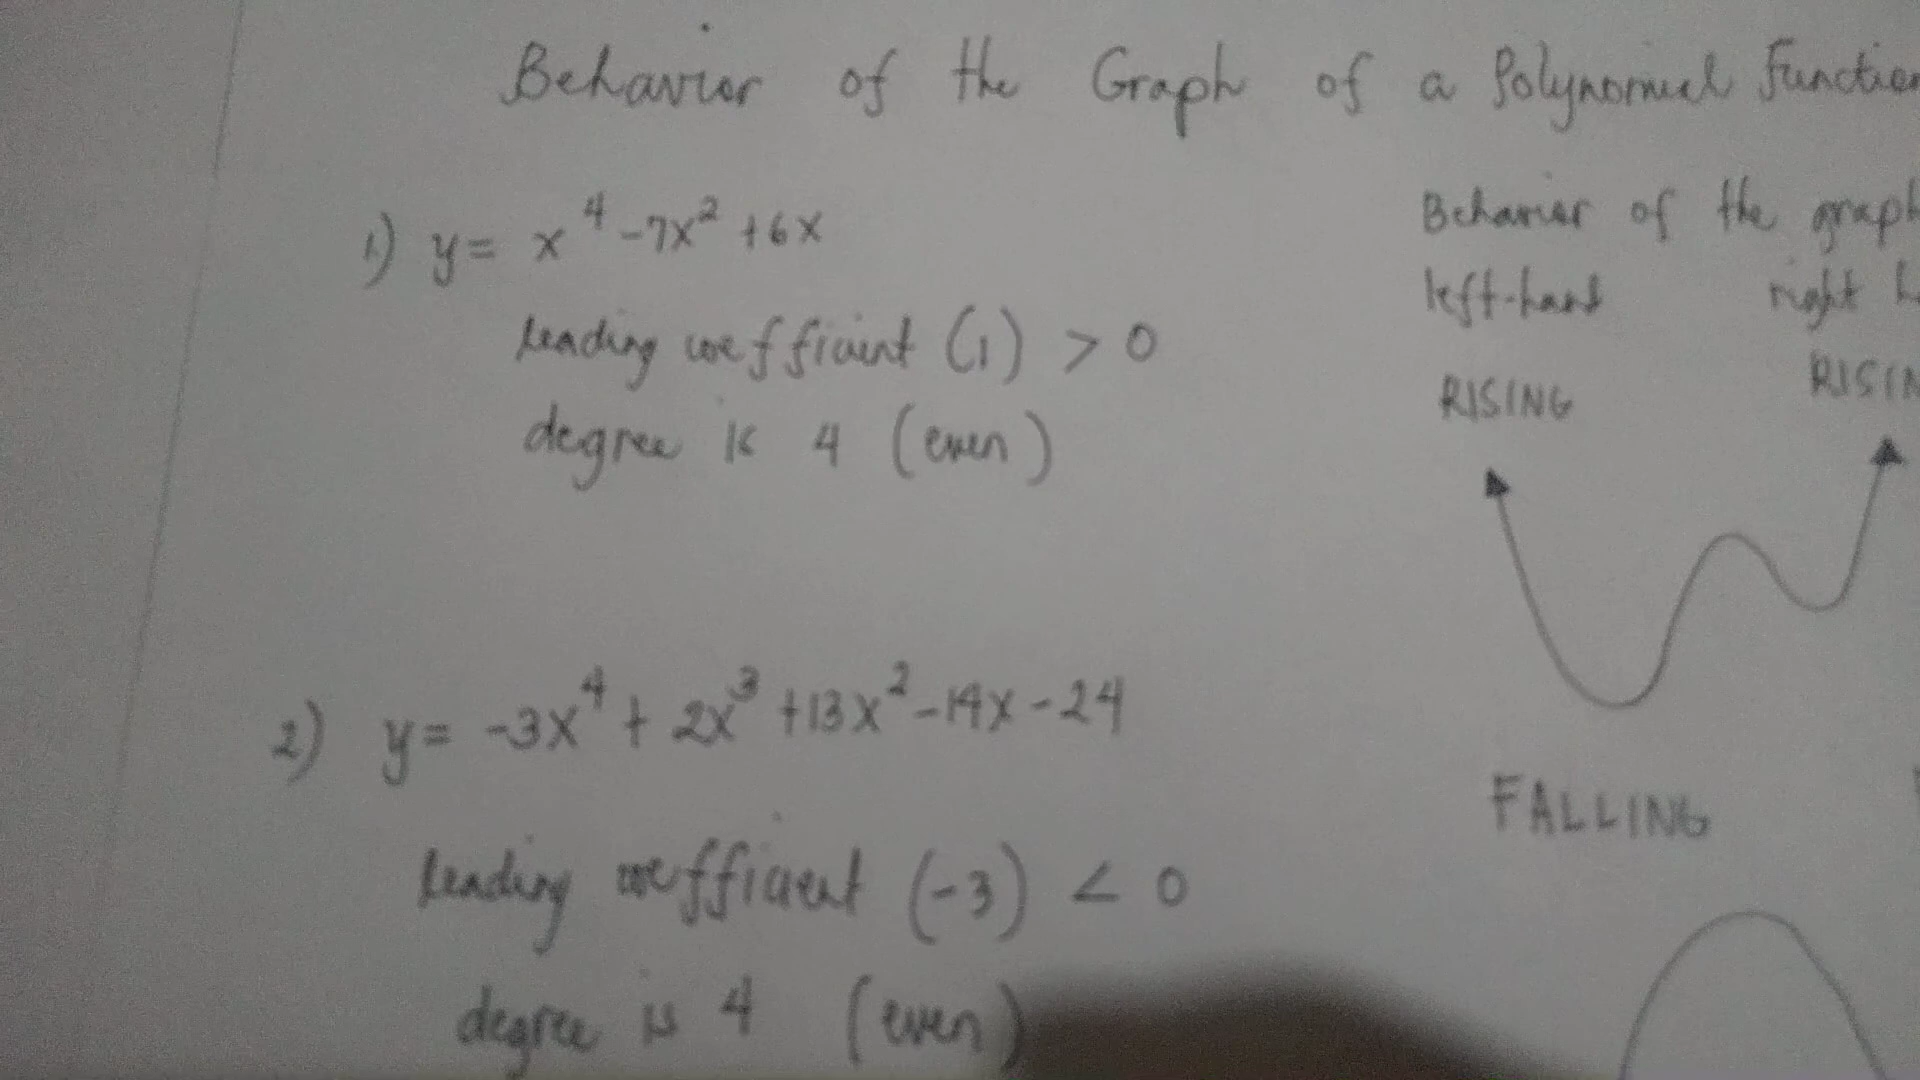 Behavior of the Graph of a Polynomial Function
1) y = x⁴ -7x² +6x
leading coefficient (1) > 0
degree is 4 (even)
Behavior of the graph
left-hand right
RISING
2) y = -3x⁴ + 2x³ +13x² -14x -24
leading coefficient (-3) < 0
degree is 4 (even)
FALLING